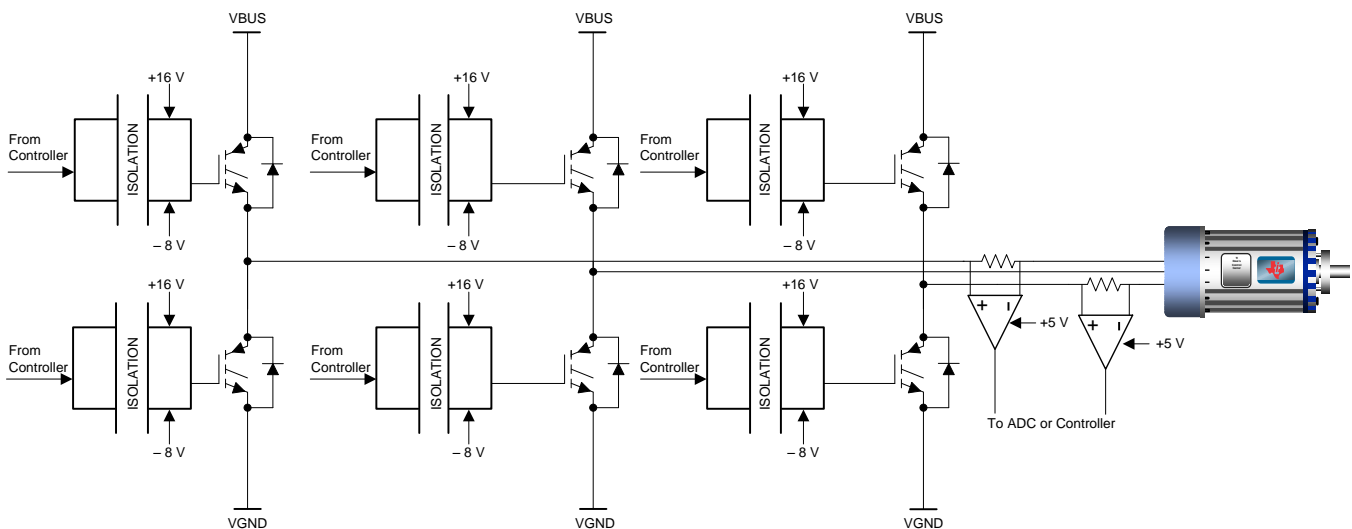 VBUS
VBUS
VBUS
+16 V
+16 V
+16 V
From
Controller
ISOLATION
From
Controller
ISOLATION
From
Controller
ISOLATION
– 8 V
– 8 V
– 8 V
+16 V
+16 V
+16 V
+ –
+5 V
+ –
+5 V
From
Controller
ISOLATION
From
Controller
ISOLATION
From
Controller
ISOLATION
To ADC or Controller
– 8 V
– 8 V
– 8 V
VGND
VGND
VGND